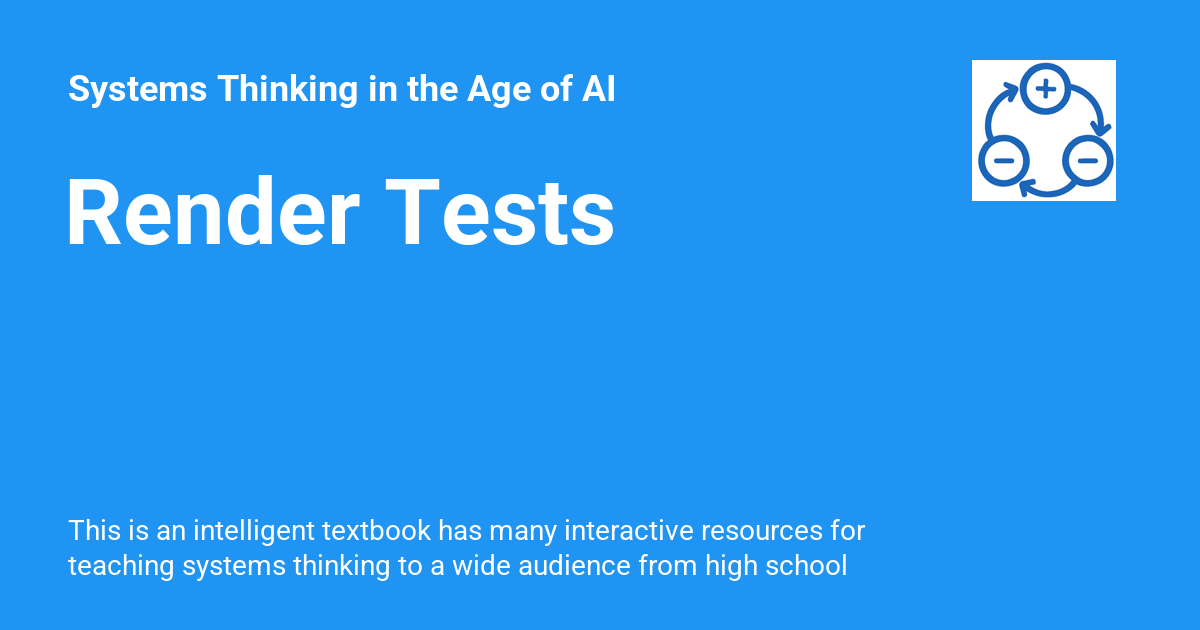 Systems Thinking in the Age of AI
Render Tests
This is an intelligent textbook has many interactive resources for
teaching systems thinking to a wide audience from high school